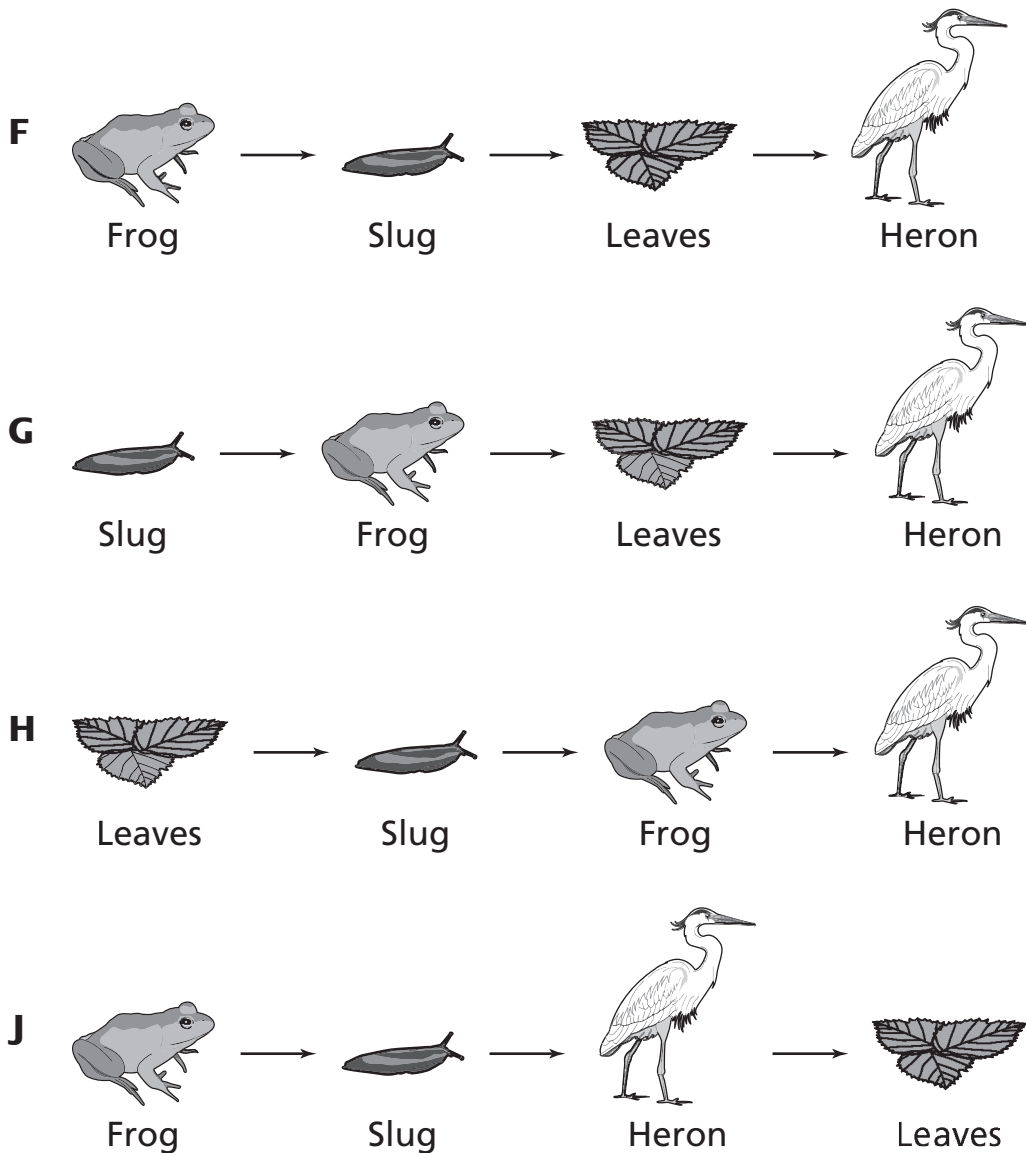 F
Frog Slug Leaves Heron
G
Slug Frog Leaves Heron
H
Leaves Slug Frog Heron
J
Frog Slug Heron Leaves